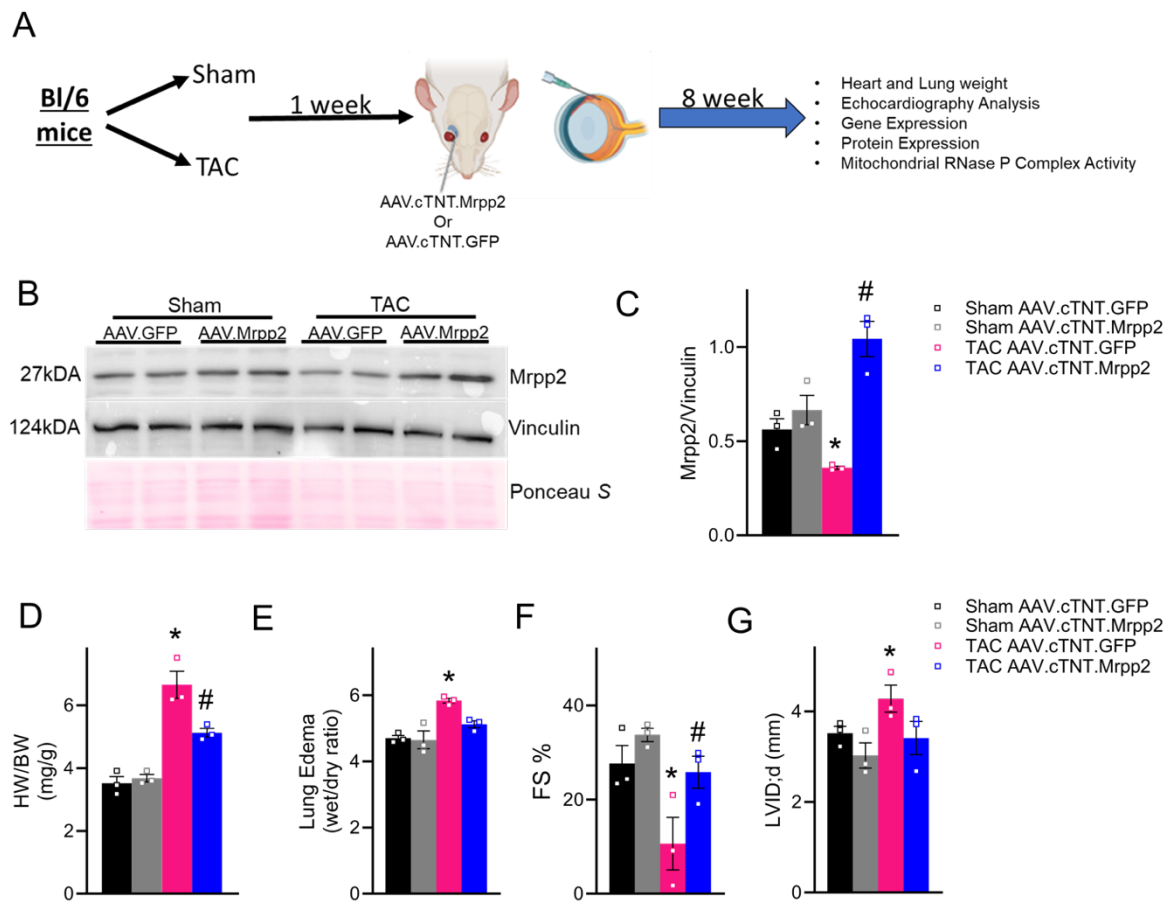 A
Bl/6
mice
Sham
TAC
1 week
AAV.cTNT.Mrpp2
Or
AAV.cTNT.GFP
8 week
• Heart and Lung weight
• Echocardiography Analysis
• Gene Expression
• Protein Expression
• Mitochondrial RNase P Complex Activity
B
Sham TAC
AAV.GFP AAV.Mrpp2 AAV.GFP AAV.Mrpp2
27kDA Mrpp2
124kDA Vinculin
Ponceau S
C
Mrpp2/Vinculin
1.0
0.5
0.0
*
#
Sham AAV.cTNT.GFP
Sham AAV.cTNT.Mrpp2
TAC AAV.cTNT.GFP
TAC AAV.cTNT.Mrpp2
D
HW/BW
(mg/g)
6
4
2
0
*
#
E
Lung Edema
(wet/dry ratio)
6
4
2
0
*
F
FS %
40
20
0
*
#
G
LVID;d (mm)
4
2
0
*
Sham AAV.cTNT.GFP
Sham AAV.cTNT.Mrpp2
TAC AAV.cTNT.GFP
TAC AAV.cTNT.Mrpp2